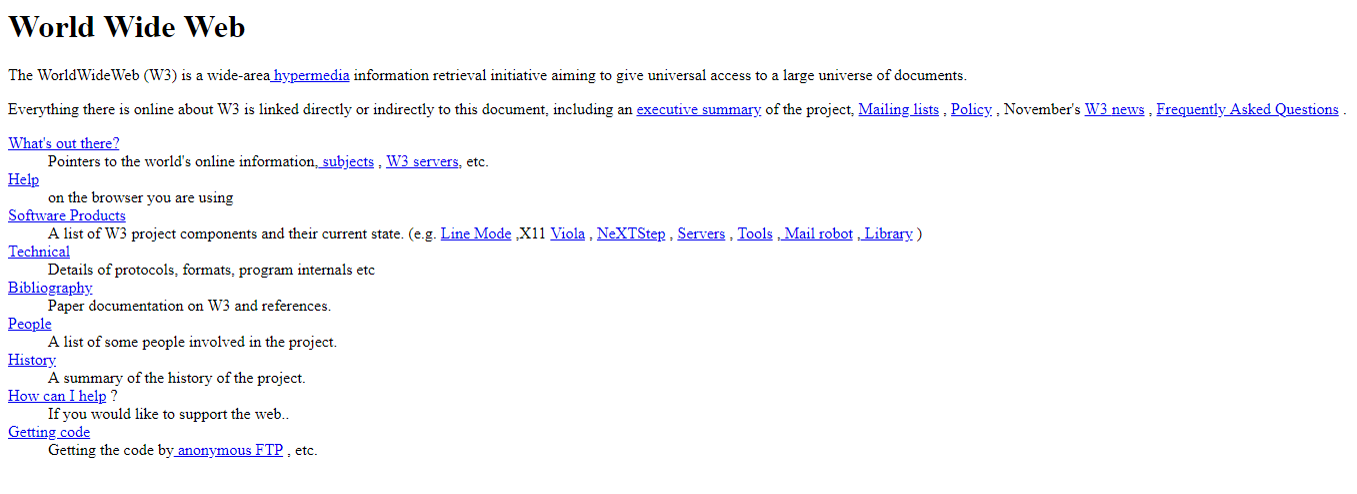 World Wide Web
The WorldWideWeb (W3) is a wide-area hypermedia information retrieval initiative aiming to give universal access to a large universe of documents.
Everything there is online about W3 is linked directly or indirectly to this document, including an executive summary of the project, Mailing lists , Policy , November's W3 news , Frequently Asked Questions .
What's out there?
Pointers to the world's online information, subjects , W3 servers, etc.
Help
on the browser you are using
Software Products
A list of W3 project components and their current state. (e.g. Line Mode ,X11 Viola , NeXTStep , Servers , Tools , Mail robot , Library )
Technical
Details of protocols, formats, program internals etc
Bibliography
Paper documentation on W3 and references.
People
A list of some people involved in the project.
History
A summary of the history of the project.
How can I help ?
If you would like to support the web..
Getting code
Getting the code by anonymous FTP , etc.